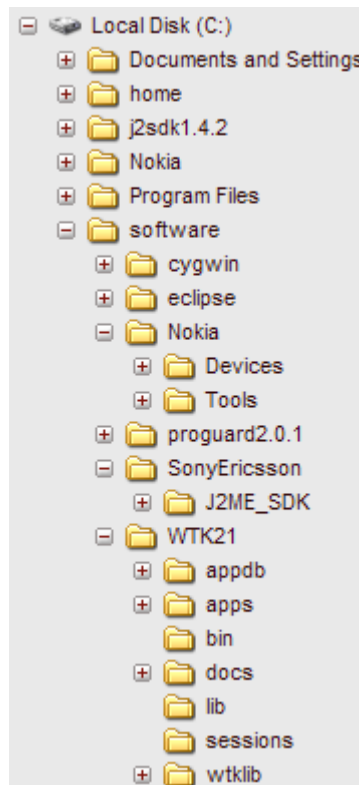 Local Disk (C:)
Documents and Settings
home
j2sdk1.4.2
Nokia
Program Files
software
cygwin
eclipse
Nokia
Devices
Tools
proguard2.0.1
SonyEricsson
J2ME_SDK
WTK21
appdb
apps
bin
docs
lib
sessions
wtklib